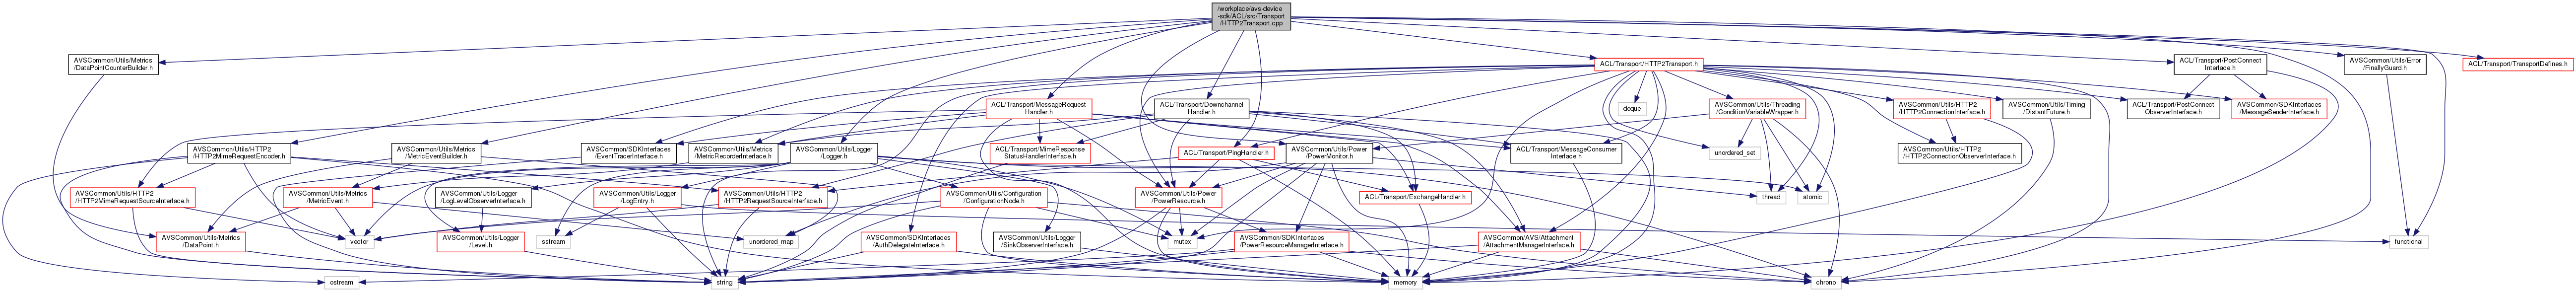 /workplace/avs-device
-sdk/ACL/src/Transport
/HTTP2Transport.cpp
AVSCommon/Utils/Metrics
/DataPointCounterBuilder.h
ACL/Transport/HTTP2Transport.h
ACL/Transport/PostConnect
Interface.h
AVSCommon/Utils/Error
/FinallyGuard.h
ACL/Transport/TransportDefines.h
ACL/Transport/MessageRequest
Handler.h
ACL/Transport/Downchannel
Handler.h
deque
AVSCommon/Utils/Threading
/ConditionVariableWrapper.h
AVSCommon/Utils/HTTP2
/HTTP2ConnectionInterface.h
AVSCommon/Utils/Timing
/DistantFuture.h
ACL/Transport/PostConnect
ObserverInterface.h
AVSCommon/SDKInterfaces
/MessageSenderInterface.h
AVSCommon/Utils/HTTP2
/HTTP2MimeRequestEncoder.h
AVSCommon/Utils/Metrics
/MetricEventBuilder.h
AVSCommon/SDKInterfaces
/EventTracerInterface.h
AVSCommon/Utils/Metrics
/MetricRecorderInterface.h
AVSCommon/Utils/Logger
/Logger.h
ACL/Transport/MimeResponse
StatusHandlerInterface.h
ACL/Transport/PingHandler.h
AVSCommon/Utils/Power
/PowerMonitor.h
ACL/Transport/MessageConsumer
Interface.h
unordered_set
AVSCommon/Utils/HTTP2
/HTTP2ConnectionObserverInterface.h
AVSCommon/Utils/HTTP2
/HTTP2MimeRequestSourceInterface.h
AVSCommon/Utils/Metrics
/MetricEvent.h
AVSCommon/Utils/Logger
/LogLevelObserverInterface.h
AVSCommon/Utils/Logger
/LogEntry.h
AVSCommon/Utils/HTTP2
/HTTP2RequestSourceInterface.h
AVSCommon/Utils/Configuration
/ConfigurationNode.h
AVSCommon/Utils/Power
/PowerResource.h
ACL/Transport/ExchangeHandler.h
thread
atomic
AVSCommon/Utils/Metrics
/DataPoint.h
vector
AVSCommon/Utils/Logger
/Level.h
sstream
unordered_map
AVSCommon/SDKInterfaces
/AuthDelegateInterface.h
AVSCommon/Utils/Logger
/SinkObserverInterface.h
mutex
AVSCommon/SDKInterfaces
/PowerResourceManagerInterface.h
AVSCommon/AVS/Attachment
/AttachmentManagerInterface.h
functional
ostream
string
memory
chrono